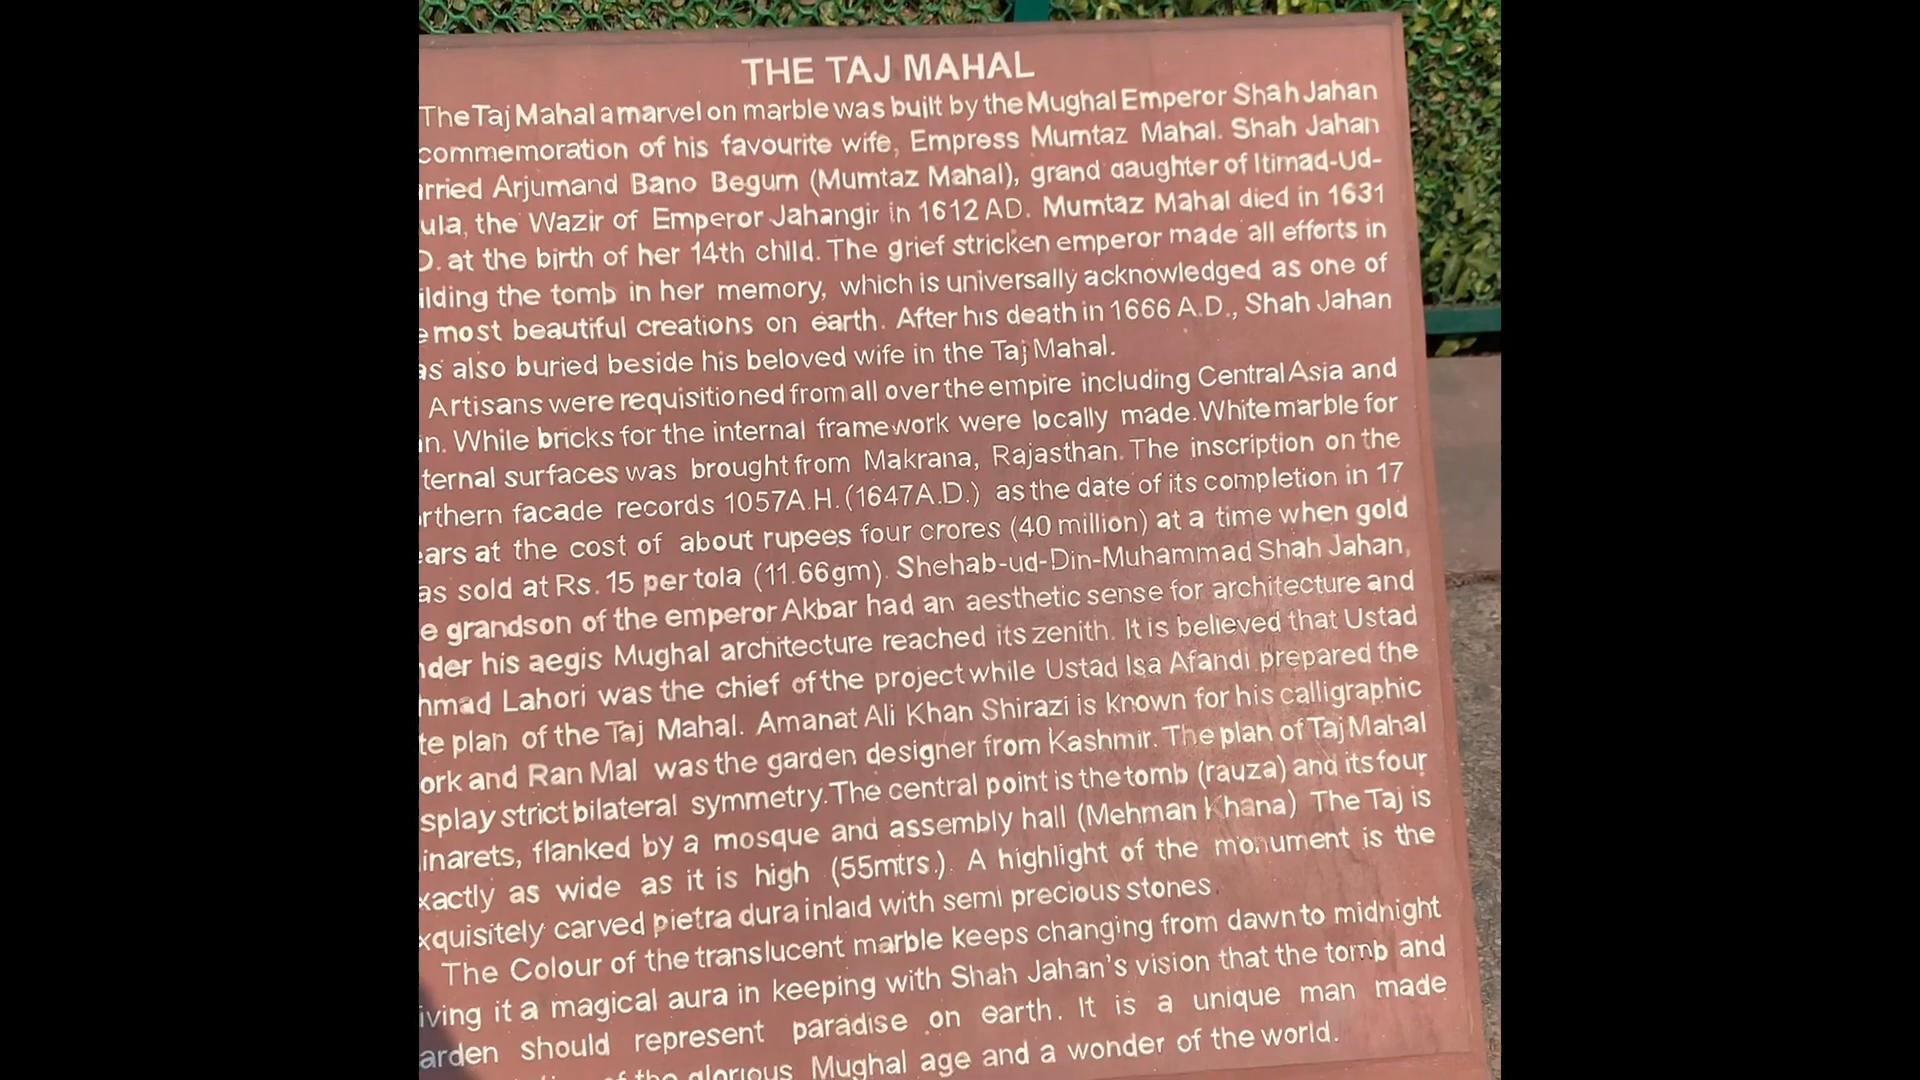 THE TAJ MAHAL
The Taj Mahal a marvel on marble was built by the Mughal Emperor Shah Jahan
commemoration of his favourite wife, Empress Mumtaz Mahal. Shah Jahan
rried Arjumand Bano Begum (Mumtaz Mahal), grand daughter of Itimad-Ud-
ula, the Wazir of Emperor Jahangir in 1612 AD. Mumtaz Mahal died in 1631
D. at the birth of her 14th child. The grief stricken emperor made all efforts in
ilding the tomb in her memory, which is universally acknowledged as one of
e most beautiful creations on earth. After his death in 1666 A.D., Shah Jahan
as also buried beside his beloved wife in the Taj Mahal.
Artisans were requisitioned from all over the empire including Central Asia and
n. While bricks for the internal framework were locally made. White marble for
ternal surfaces was brought from Makrana, Rajasthan. The inscription on the
rthern facade records 1057A.H. (1647A.D.) as the date of its completion in 17
ars at the cost of about rupees four crores (40 million) at a time when gold
as sold at Rs. 15 per tola (11.66gm). Shehab-ud-Din-Muhammad Shah Jahan,
e grandson of the emperor Akbar had an aesthetic sense for architecture and
der his aegis Mughal architecture reached its zenith. It is believed that Ustad
hmad Lahori was the chief of the project while Ustad Isa Afandi prepared the
te plan of the Taj Mahal. Amanat Ali Khan Shirazi is known for his calligraphic
ork and Ran Mal was the garden designer from Kashmir. The plan of Taj Mahal
splay strict bilateral symmetry. The central point is the tomb (rauza) and its four
inarets, flanked by a mosque and assembly hall (Mehman Khana) The Taj is
xactly as wide as it is high (55mtrs.). A highlight of the monument is the
xquisitely carved pietra dura inlaid with semi precious stones.
The Colour of the translucent marble keeps changing from dawn to midnight
iving it a magical aura in keeping with Shah Jahan's vision that the tomb and
arden should represent paradise on earth. It is a unique man made
of the glorious Mughal age and a wonder of the world.